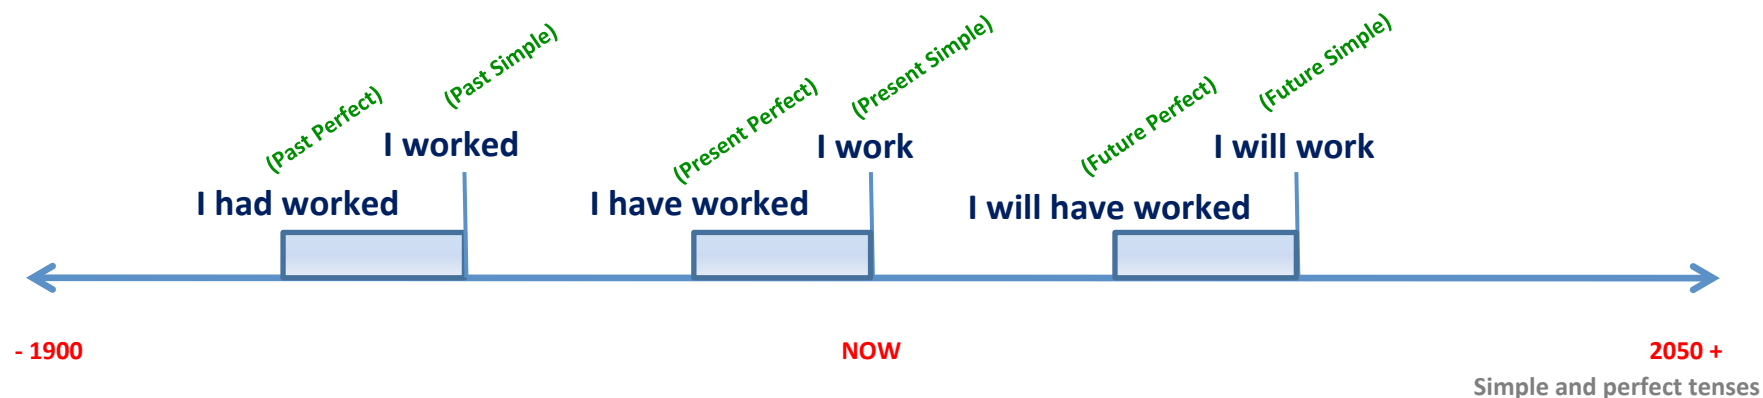 (Past Perfect)
(Past Simple)
(Present Perfect)
(Present Simple)
(Future Perfect)
(Future Simple)
I worked
I work
I will work
I had worked
I have worked
I will have worked
- 1900
NOW
2050 +
Simple and perfect tenses